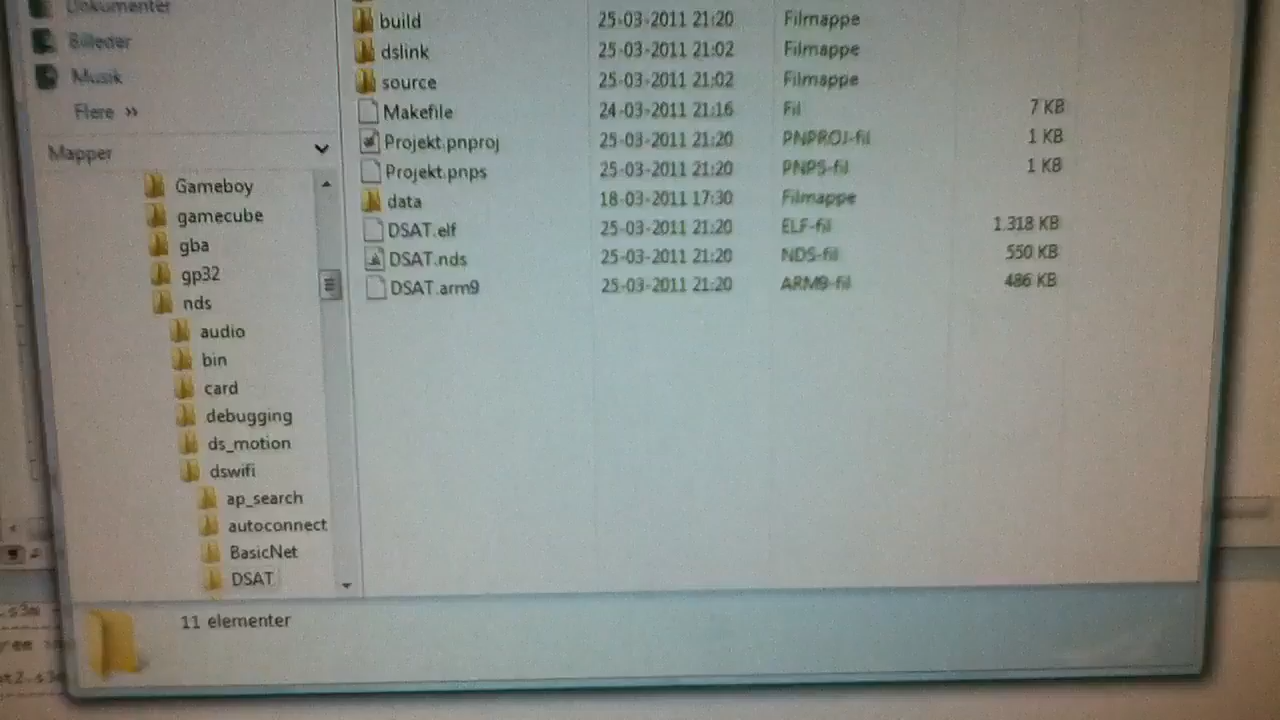 Dokumenter
Billeder
Musik
Flere »
Mapper
Gameboy
gamecube
gba
gp32
nds
audio
bin
card
debugging
ds_motion
dswifi
ap_search
autoconnect
BasicNet
DSAT
build 25-03-2011 21:20 Filmappe
dslink 25-03-2011 21:02 Filmappe
source 25-03-2011 21:02 Filmappe
Makefile 24-03-2011 21:16 Fil 7 KB
Projekt.pnproj 25-03-2011 21:20 PNPROJ-fil 1 KB
Projekt.pnps 25-03-2011 21:20 PNPS-fil 1 KB
data 18-03-2011 17:30 Filmappe
DSAT.elf 25-03-2011 21:20 ELF-fil 1.318 KB
DSAT.nds 25-03-2011 21:20 NDS-fil 550 KB
DSAT.arm9 25-03-2011 21:20 ARM9-fil 486 KB
11 elementer